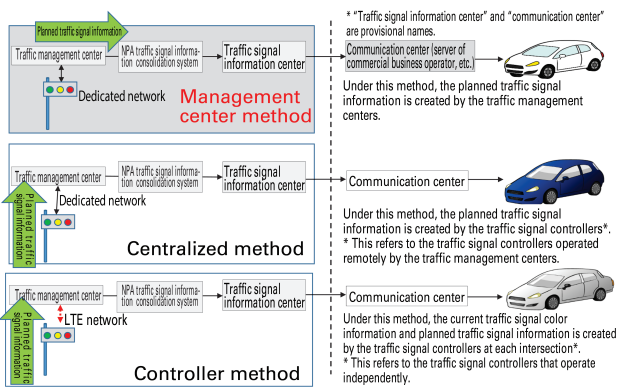 Planned traffic signal information
Traffic management center
NPA traffic signal informa-
tion consolidation system
Traffic signal
information center
Dedicated network
Management
center method
* “Traffic signal information center” and “communication center”
are provisional names.
Communication center (server of
commercial business operator, etc.)
Under this method, the planned traffic signal
information is created by the traffic management
centers.
Traffic management center
NPA traffic signal informa-
tion consolidation system
Traffic signal
information center
Planned traffic
signal information
Dedicated network
Centralized method
Communication center
Under this method, the planned traffic signal
information is created by the traffic signal controllers*.
* This refers to the traffic signal controllers operated
remotely by the traffic management centers.
Traffic management center
NPA traffic signal informa-
tion consolidation system
Traffic signal
information center
Planned traffic
signal information
LTE network
Controller method
Communication center
Under this method, the current traffic signal color
information and planned traffic signal information is created
by the traffic signal controllers at each intersection*.
* This refers to the traffic signal controllers that operate
independently.